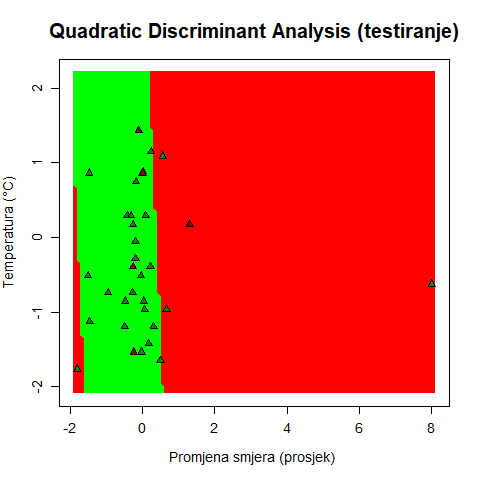 Quadratic Discriminant Analysis (testiranje)
Temperatura (°C)
2
1
0
-1
-2
-2 0 2 4 6 8
Promjena smjera (prosjek)